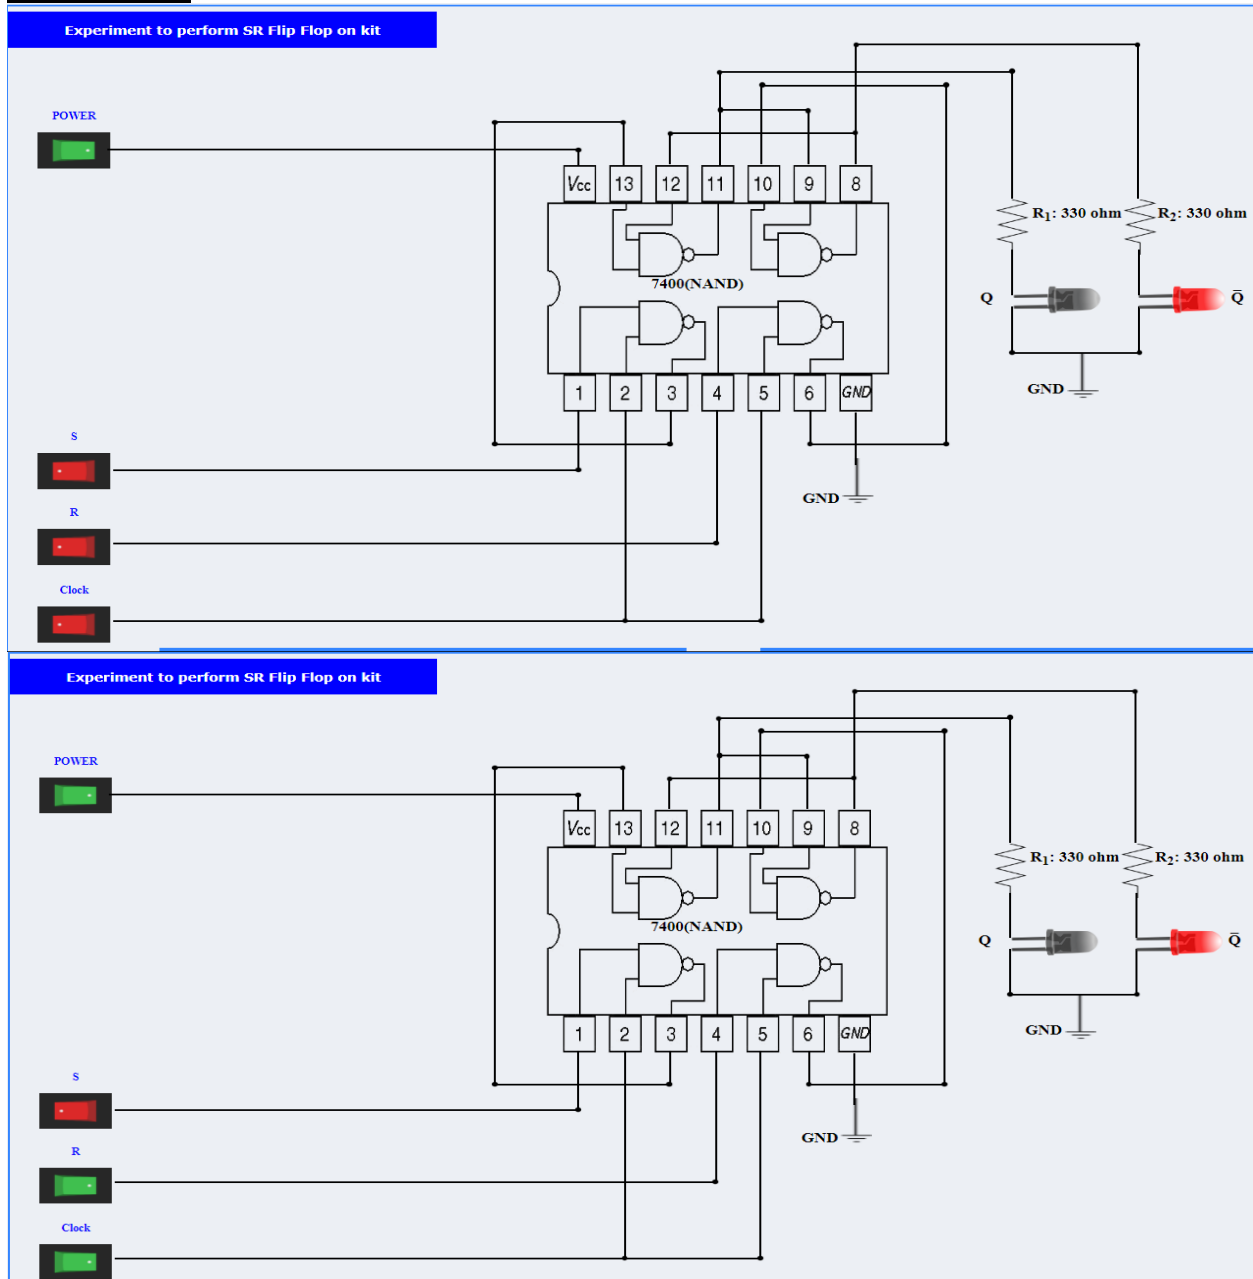 Experiment to perform SR Flip Flop on kit
POWER
Vcc 13 12 11 10 9 8
R1: 330 ohm R2: 330 ohm
7400(NAND)
Q Q̅
1 2 3 4 5 6 GND
GND
S
GND
R
Clock
Experiment to perform SR Flip Flop on kit
POWER
Vcc 13 12 11 10 9 8
R1: 330 ohm R2: 330 ohm
7400(NAND)
Q Q̅
1 2 3 4 5 6 GND
GND
S
GND
R
Clock